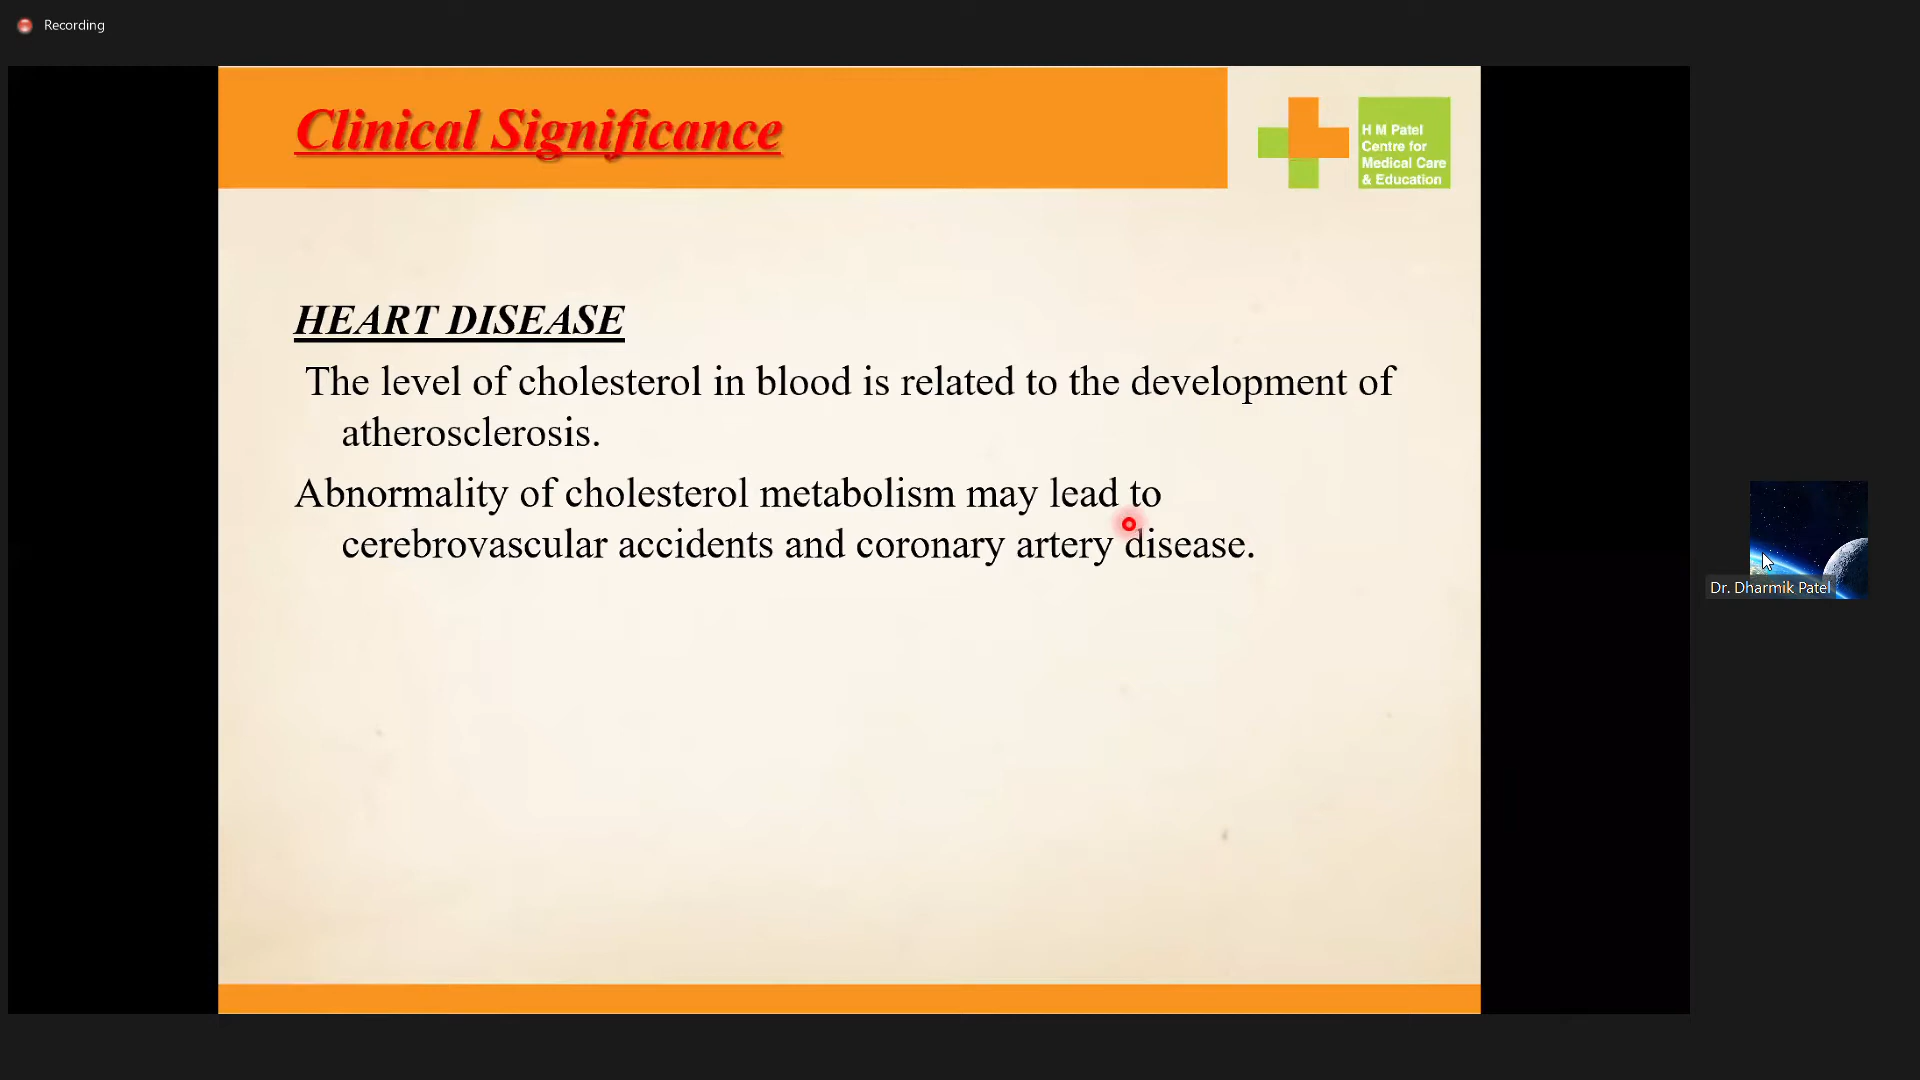 Recording
Clinical Significance
H M Patel
Centre for
Medical Care
& Education
HEART DISEASE
The level of cholesterol in blood is related to the development of
atherosclerosis.
Abnormality of cholesterol metabolism may lead to
cerebrovascular accidents and coronary artery disease.
Dr. Dharmik Patel